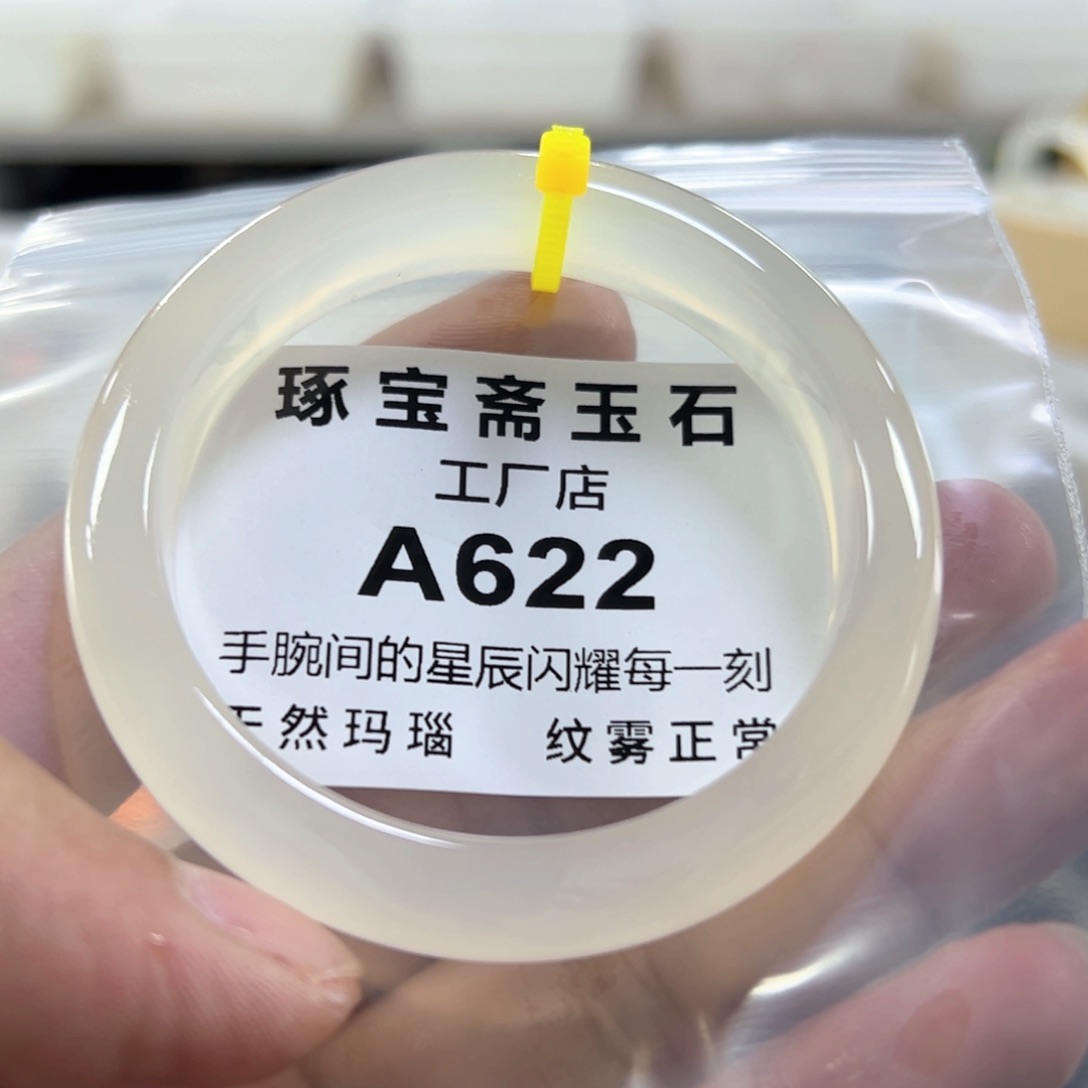 琢宝斋玉石
工厂店
A622
手腕间的星辰闪耀每一刻
天然玛瑙 纹雾正常